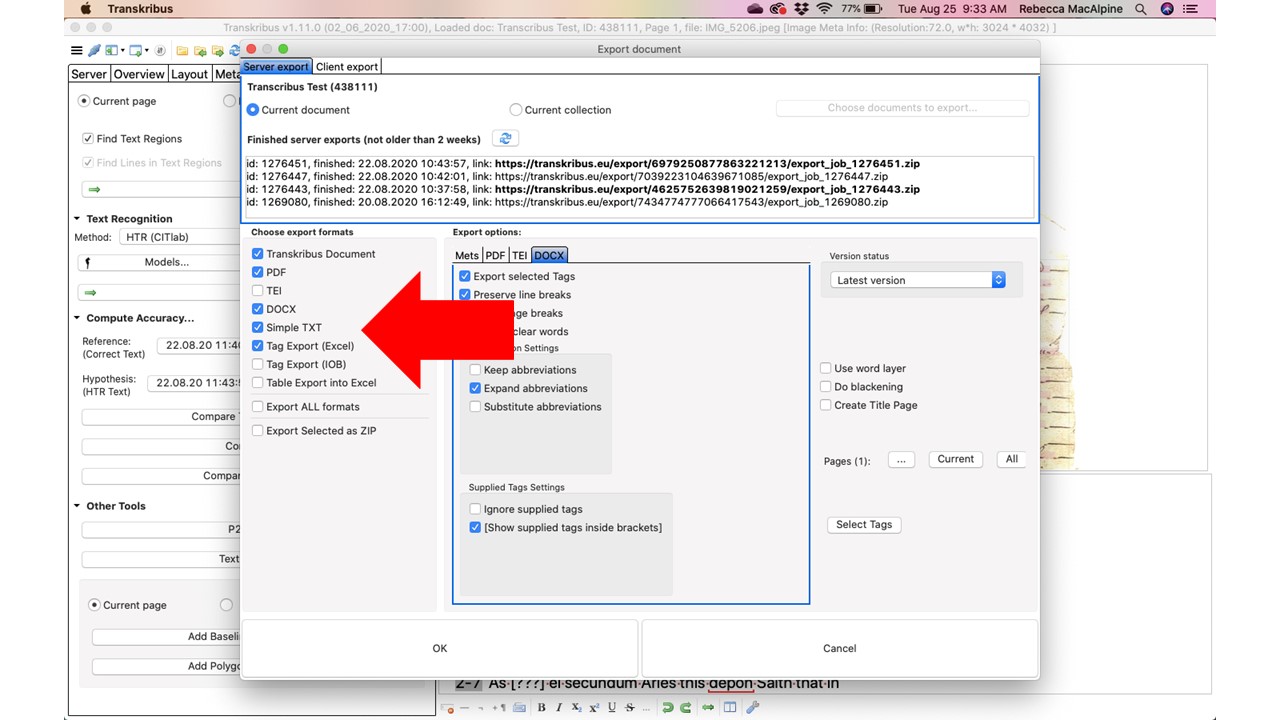 Transkribus 77% Tue Aug 25 9:33 AM Rebecca MacAlpine
Transkribus v1.11.0 (02_06_2020_17:00), Loaded doc: Transcribus Test, ID: 438111, Page 1, file: IMG_5206.jpeg [Image Meta Info: (Resolution:72.0, w*h: 3024 * 4032) ]
Export document
Server Overview Layout Meta
Server export Client export
Transcribus Test (438111)
Current page
Current document Current collection Choose documents to export...
Find Text Regions
Finished server exports (not older than 2 weeks)
Find Lines in Text Regions
id: 1276451, finished: 22.08.2020 10:43:57, link: https://transkribus.eu/export/6979250877863221213/export_job_1276451.zip
id: 1276447, finished: 22.08.2020 10:42:01, link: https://transkribus.eu/export/7039223104639671085/export_job_1276447.zip
id: 1276443, finished: 22.08.2020 10:37:58, link: https://transkribus.eu/export/4625752639819021259/export_job_1276443.zip
id: 1269080, finished: 20.08.2020 16:12:49, link: https://transkribus.eu/export/7434774777066417543/export_job_1269080.zip
Text Recognition
Method: HTR (CITlab)
Models...
Compute Accuracy...
Reference: 22.08.20 11:4
(Correct Text)
Hypothesis: 22.08.20 11:43:
(HTR Text)
Compare
Co
Compar
Other Tools
P2
Text
Current page
Add Baseli
Add Polyg
Choose export formats
Transkribus Document
PDF
TEI
DOCX
Simple TXT
Tag Export (Excel)
Tag Export (IOB)
Table Export into Excel
Export ALL formats
Export Selected as ZIP
Export options:
Mets PDF TEI DOCX
Export selected Tags
Preserve line breaks
ge breaks
clear words
on Settings
Keep abbreviations
Expand abbreviations
Substitute abbreviations
Supplied Tags Settings
Ignore supplied tags
[Show supplied tags inside brackets]
Version status
Latest version
Use word layer
Do blackening
Create Title Page
Pages (1): ... Current All
Select Tags
OK Cancel
2-7 As·[???]·ei·secundum·Aries·this·depon·Saith·that·in
B I X₂ X² U S ...